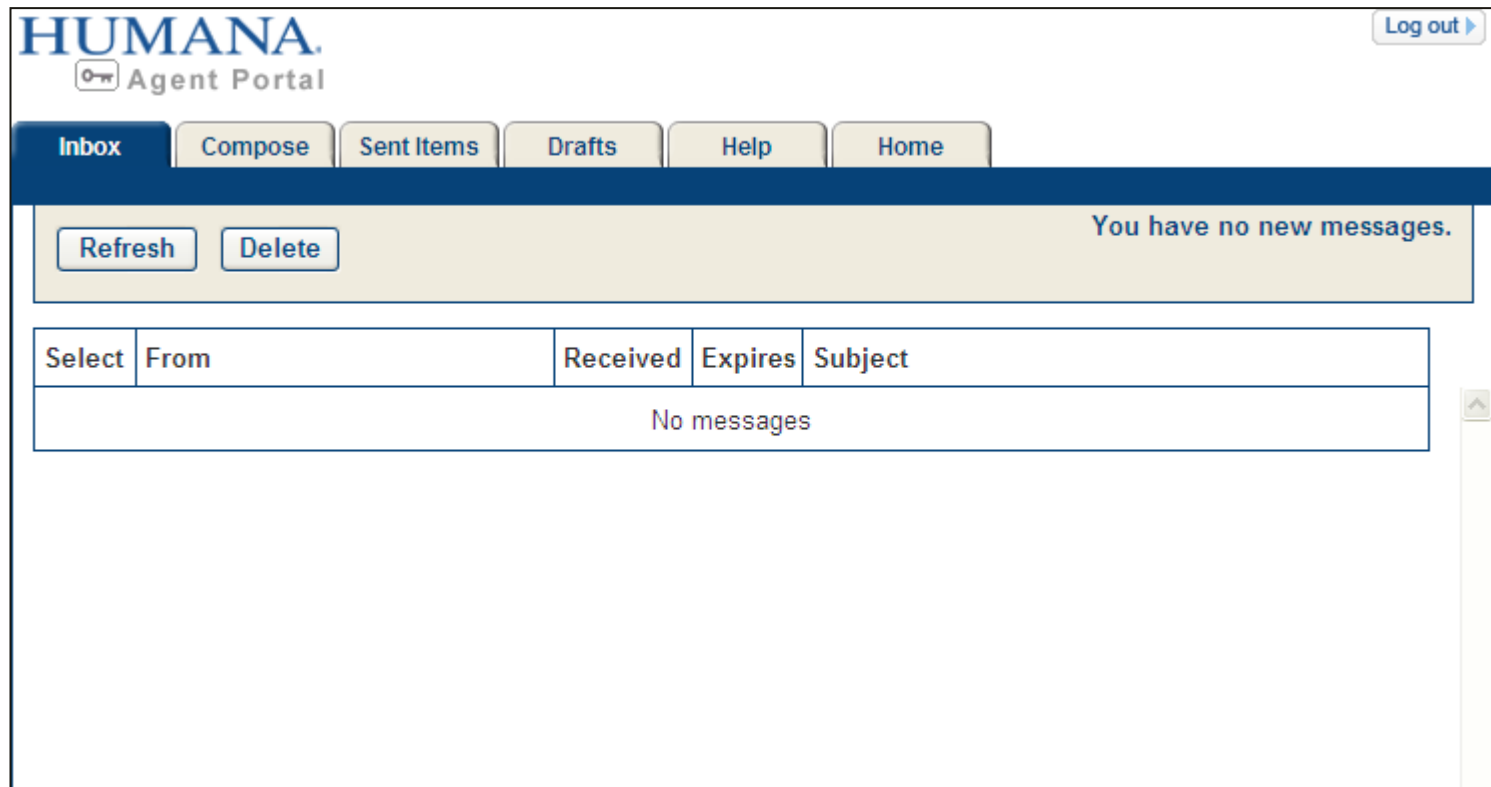 HUMANA.
Agent Portal
Log out
Inbox Compose Sent Items Drafts Help Home
Refresh Delete
You have no new messages.
Select From Received Expires Subject
No messages